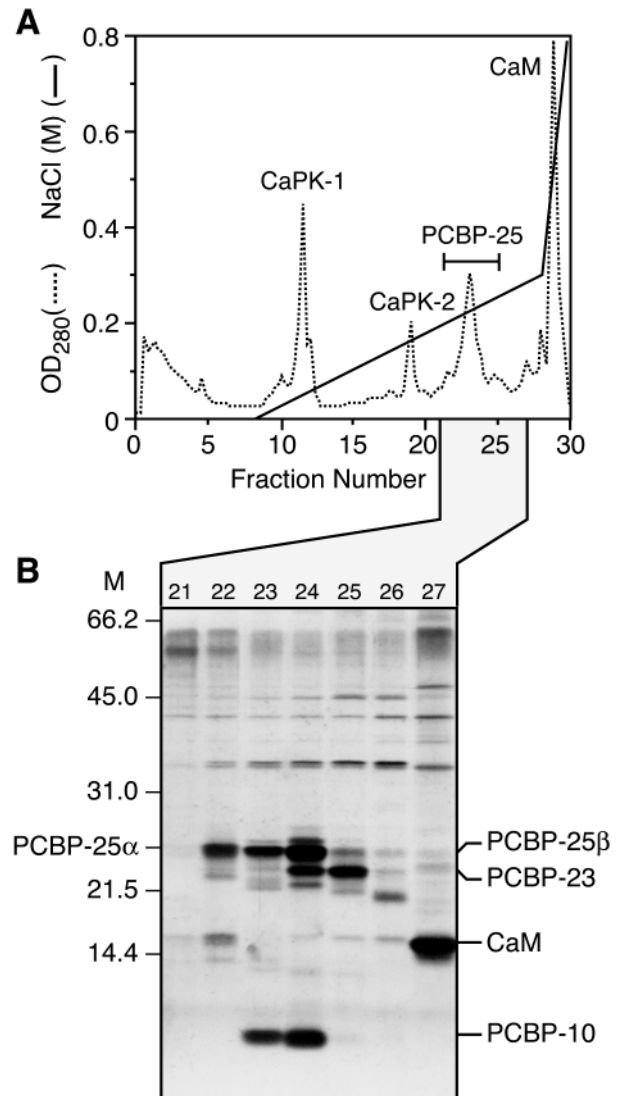 A
NaCl (M) (—)
OD280(.....)
0.8
0.6
0.4
0.2
0
CaM
CaPK-1
PCBP-25
CaPK-2
0 5 10 15 20 25 30
Fraction Number
B
M
21 22 23 24 25 26 27
66.2
45.0
31.0
PCBP-25α
PCBP-25β
PCBP-23
21.5
CaM
14.4
PCBP-10